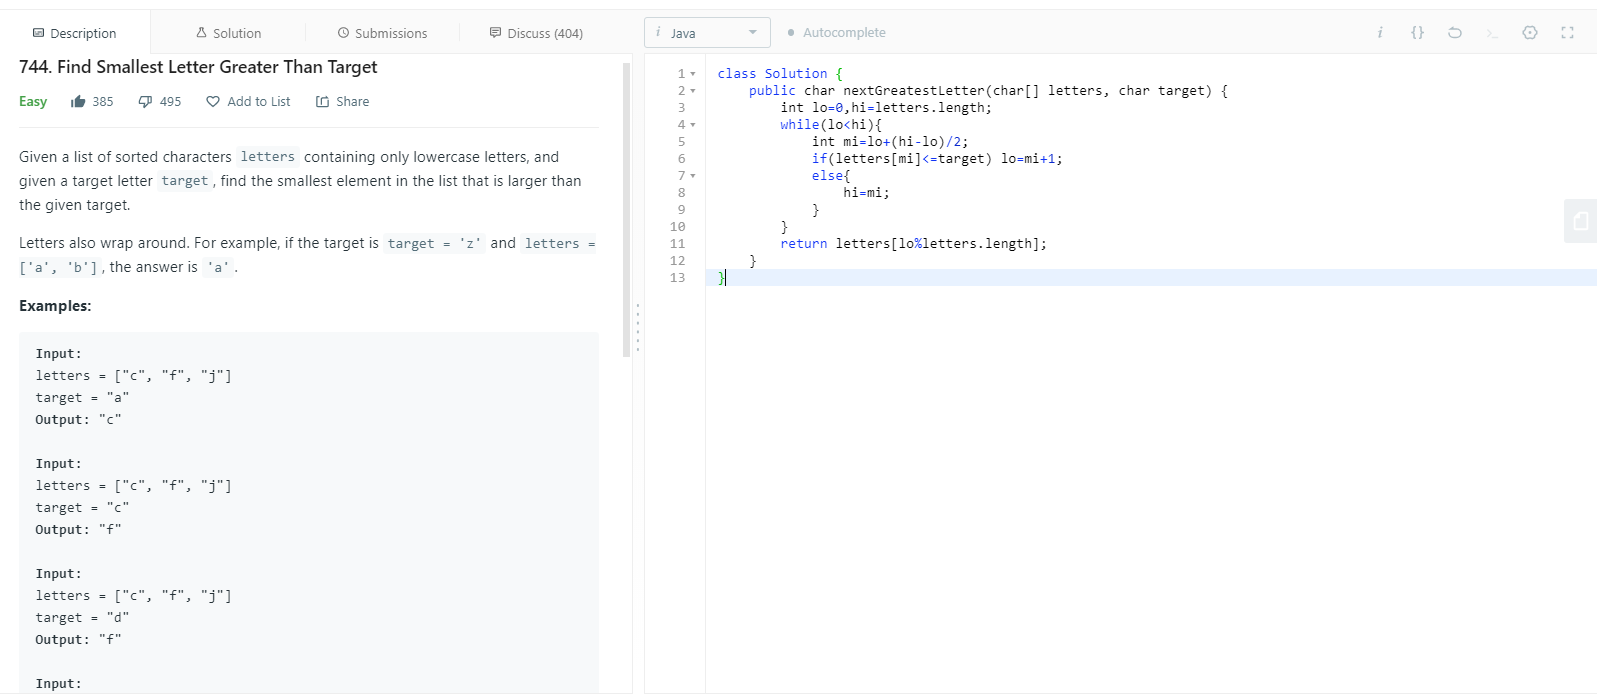 Description
Solution
Submissions
Discuss (404)
i Java
Autocomplete
i {} >_
744. Find Smallest Letter Greater Than Target
Easy 385 495 Add to List Share
Given a list of sorted characters letters containing only lowercase letters, and
given a target letter target , find the smallest element in the list that is larger than
the given target.
Letters also wrap around. For example, if the target is target = 'z' and letters =
['a', 'b'] , the answer is 'a' .
Examples:
Input:
letters = ["c", "f", "j"]
target = "a"
Output: "c"
Input:
letters = ["c", "f", "j"]
target = "c"
Output: "f"
Input:
letters = ["c", "f", "j"]
target = "d"
Output: "f"
Input:
1 class Solution {
2 public char nextGreatestLetter(char[] letters, char target) {
3 int lo=0,hi=letters.length;
4 while(lo<hi){
5 int mi=lo+(hi-lo)/2;
6 if(letters[mi]<=target) lo=mi+1;
7 else{
8 hi=mi;
9 }
10 }
11 return letters[lo%letters.length];
12 }
13 }